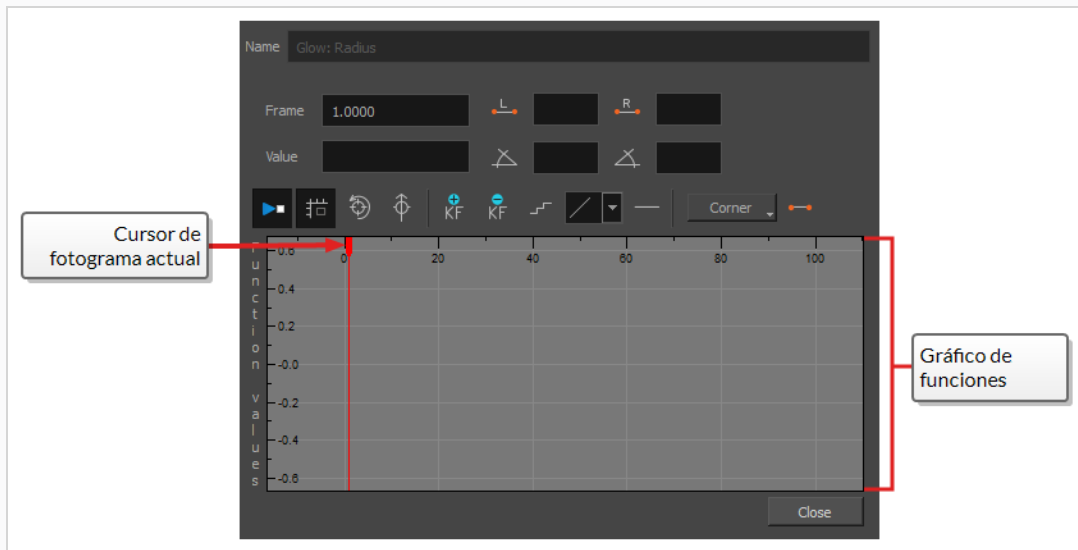 Name Glow: Radius
Frame 1.0000 L R
Value
KF KF Corner
Cursor de
fotograma actual
Function values
0 20 40 60 80 100
-0.6
-0.4
-0.2
-0.0
-0.2
-0.4
-0.6
Gráfico de
funciones
Close